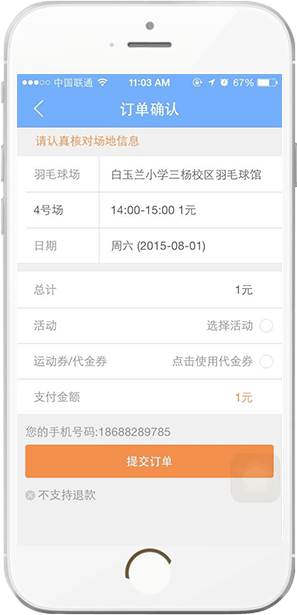 ●●●○○ 中国联通 11:03 AM 67%
订单确认
请认真核对场地信息
羽毛球场 白玉兰小学三杨校区羽毛球馆
4号场 14:00-15:00 1元
日期 周六 (2015-08-01)
总计 1元
活动 选择活动
运动券/代金券 点击使用代金券
支付金额 1元
您的手机号码:18688289785
提交订单
不支持退款